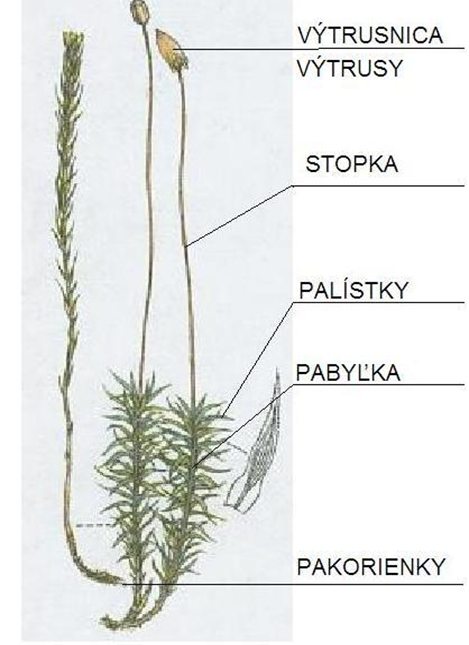 VÝTRUSNICA
VÝTRUSY
STOPKA
PALÍSTKY
PABYĽKA
PAKORIENKY